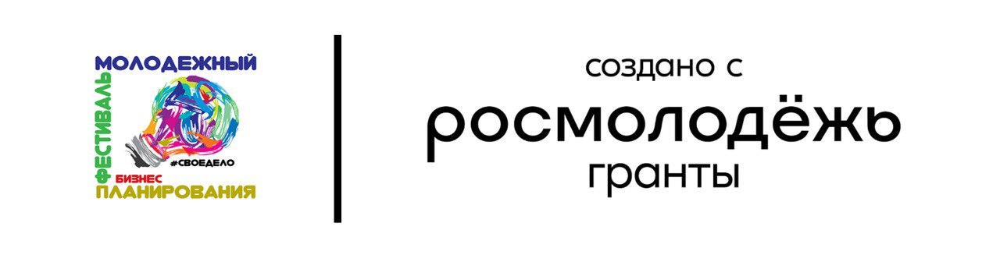 МОЛОДЕЖНЫЙ
ФЕСТИВАЛЬ
БИЗНЕС
ПЛАНИРОВАНИЯ
#СВОЕДЕЛО
создано с
росмолодёжь
гранты